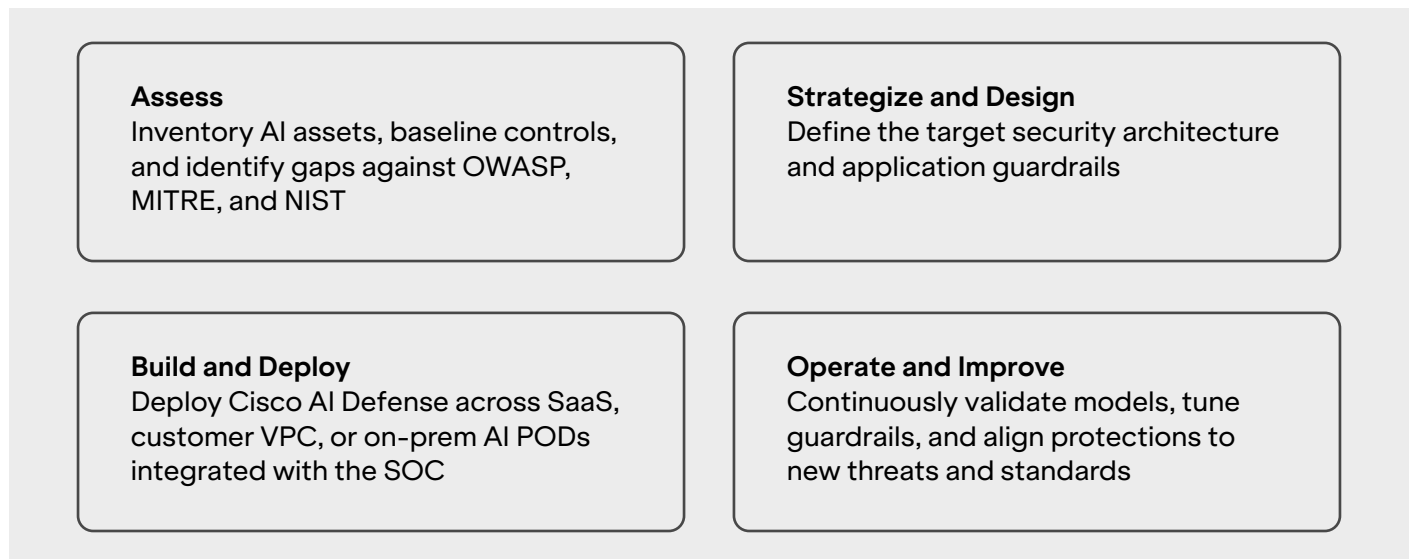 Assess
Inventory AI assets, baseline controls,
and identify gaps against OWASP,
MITRE, and NIST
Strategize and Design
Define the target security architecture
and application guardrails
Build and Deploy
Deploy Cisco AI Defense across SaaS,
customer VPC, or on-prem AI PODs
integrated with the SOC
Operate and Improve
Continuously validate models, tune
guardrails, and align protections to
new threats and standards